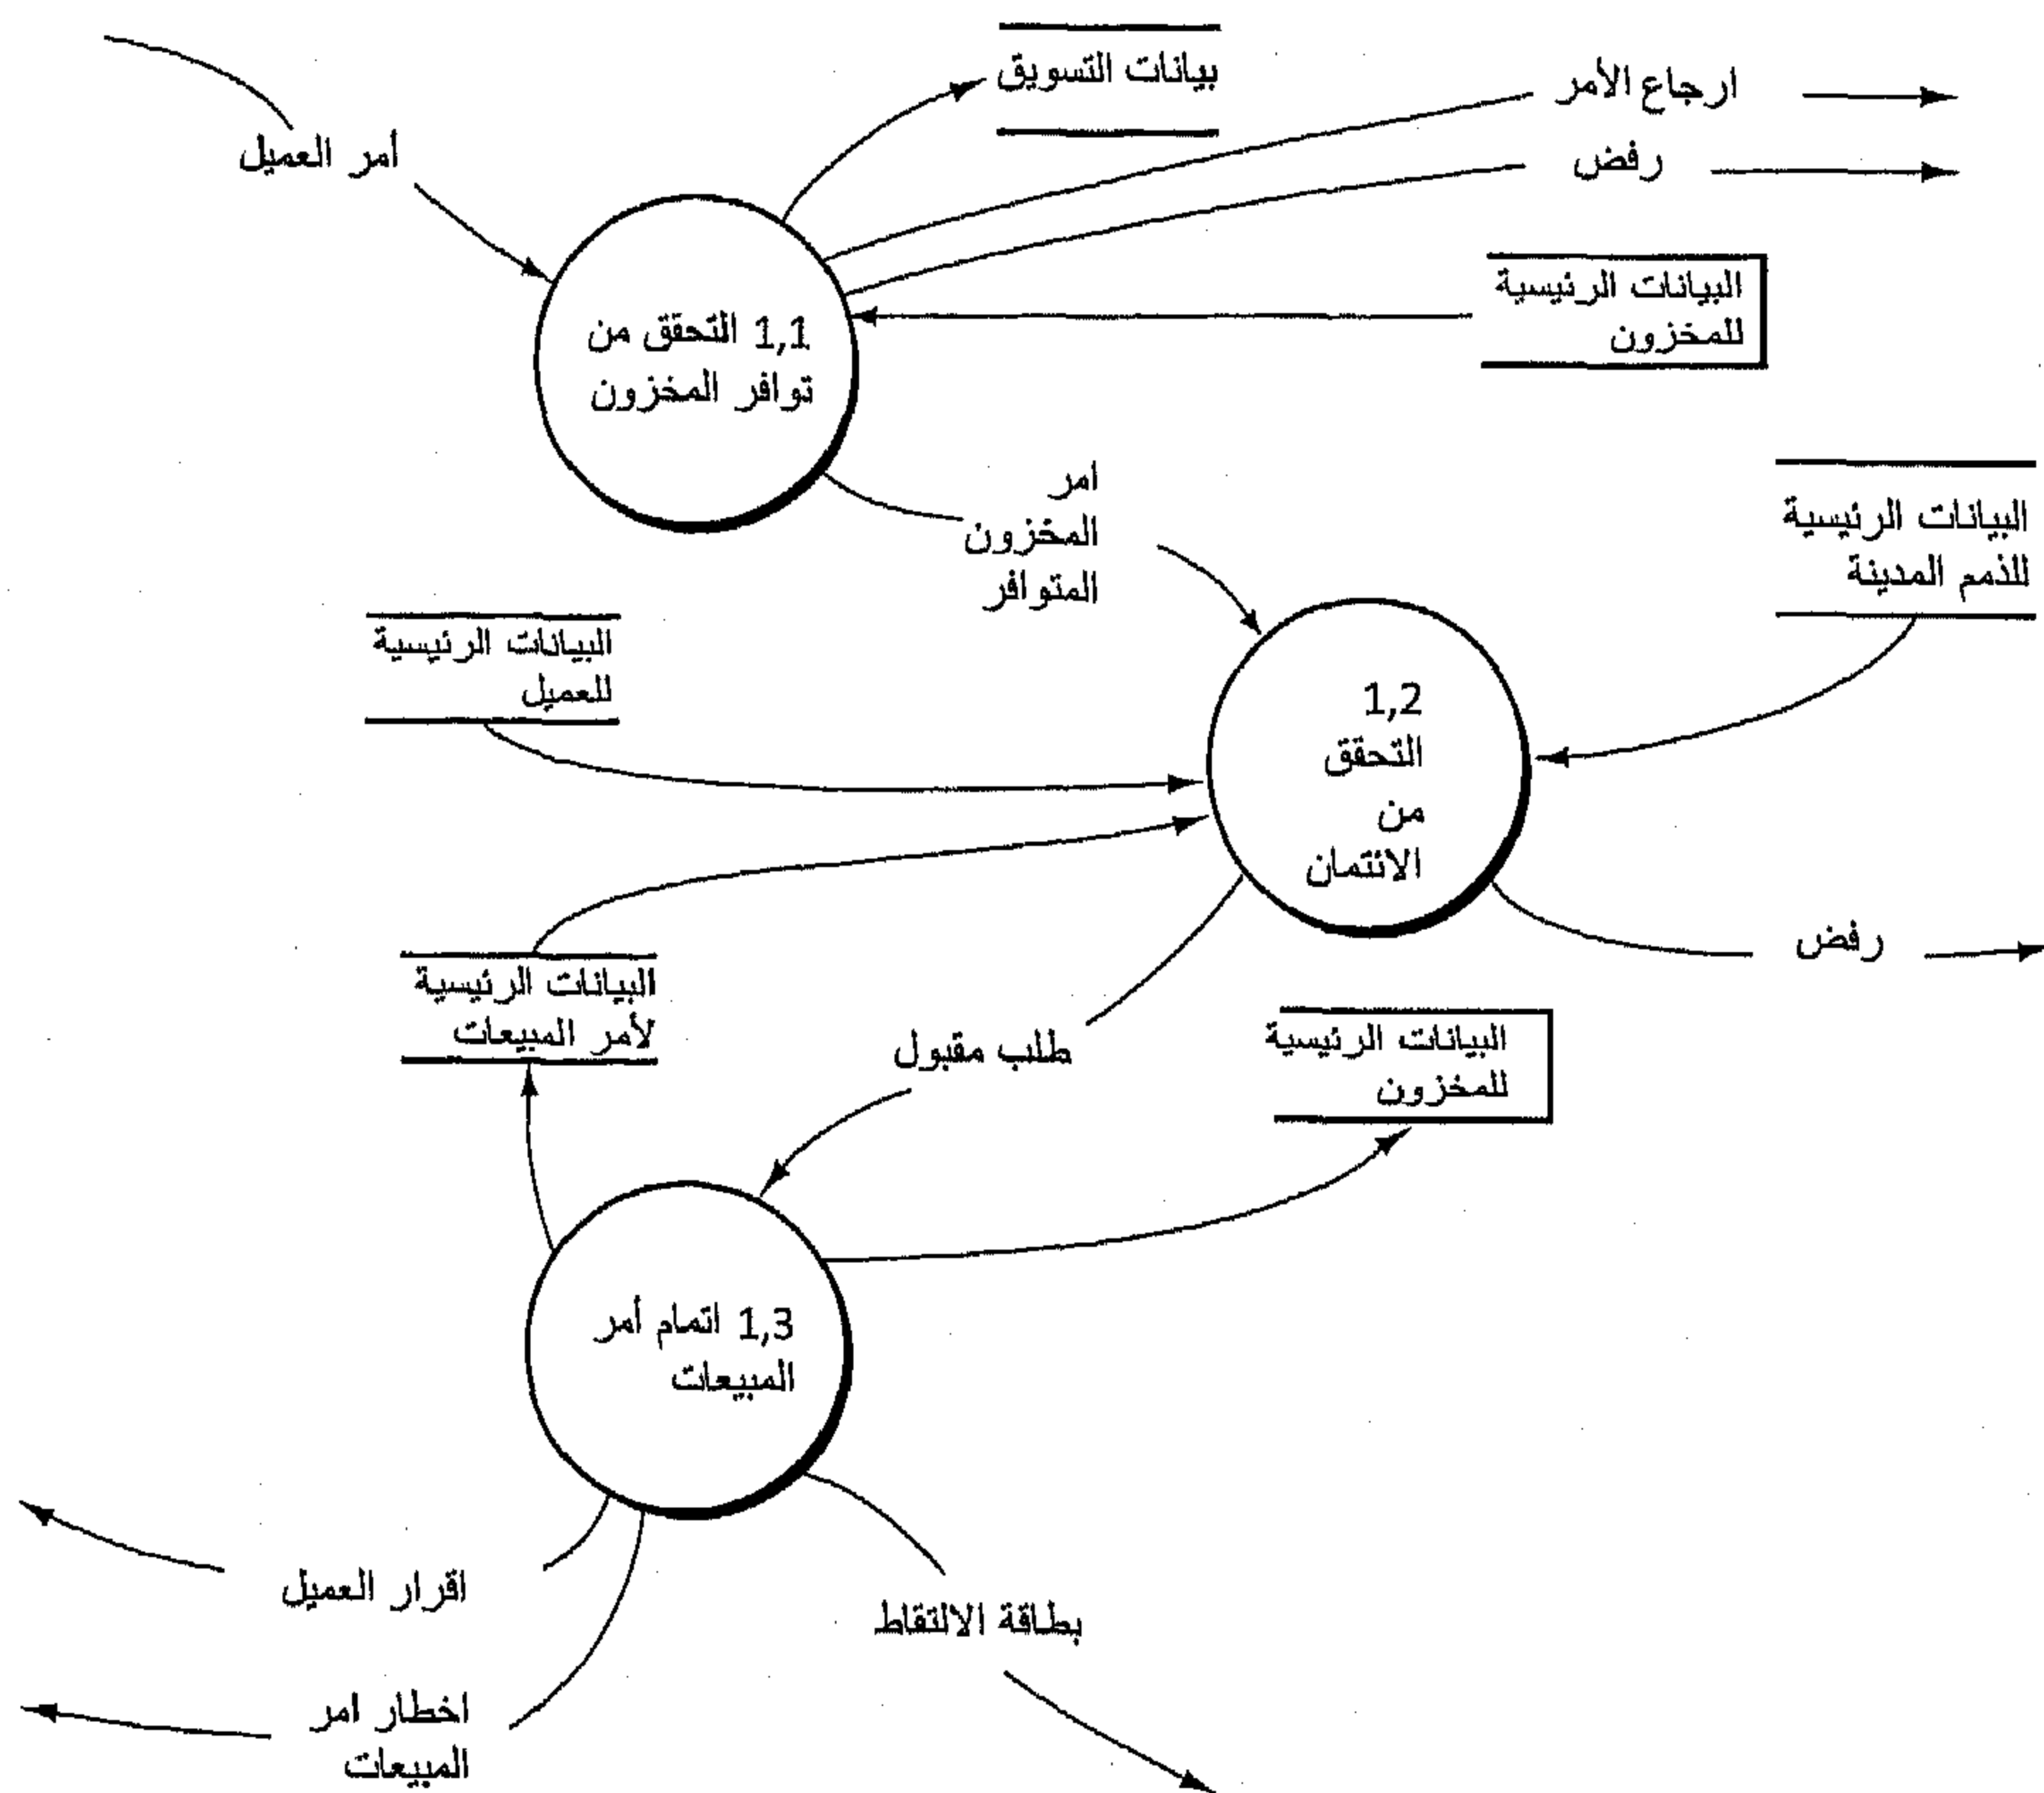 بيانات التسويق
ارجاع الأمر
رفض
أمر العميل
البيانات الرئيسية
للمخزون
1,1 التحقق من
توافر المخزون
امر
المخزون
المتوافر
البيانات الرئيسية
للذمم المدينة
البيانات الرئيسية
للعميل
1,2
التحقق
من
الائتمان
رفض
البيانات الرئيسية
لأمر المبيعات
طلب مقبول
البيانات الرئيسية
للمخزون
1,3 اتمام أمر
المبيعات
اقرار العميل
بطاقة الالتقاط
اخطار امر
المبيعات